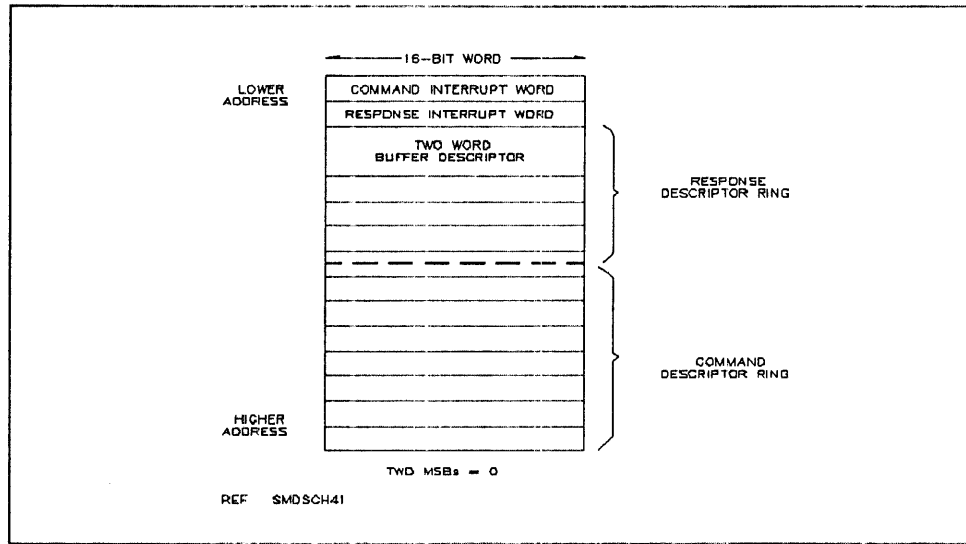 16-BIT WORD
LOWER
ADDRESS
COMMAND INTERRUPT WORD
RESPONSE INTERRUPT WORD
TWO WORD
BUFFER DESCRIPTOR
RESPONSE
DESCRIPTOR RING
COMMAND
DESCRIPTOR RING
HIGHER
ADDRESS
TWO MSBs = 0
REF SMDSCH41